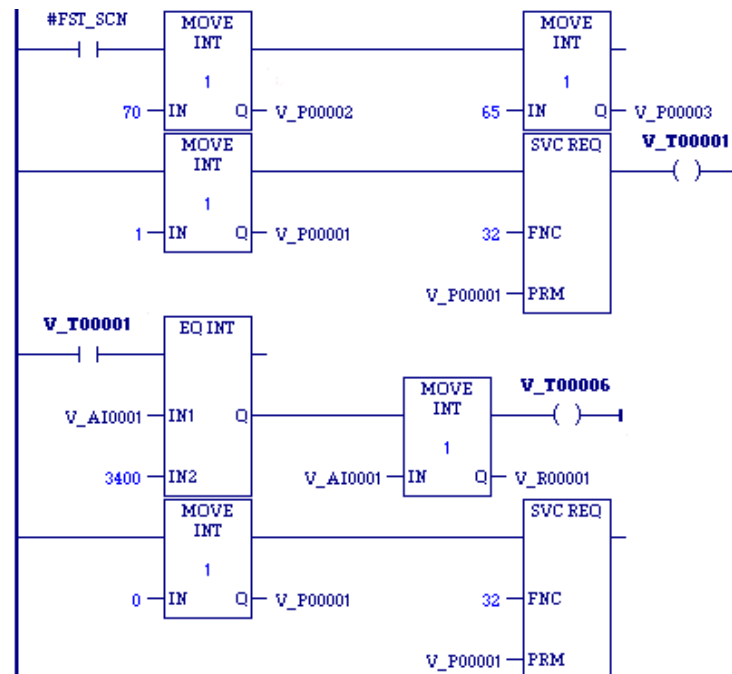 #FST_SCN
MOVE INT
MOVE INT
1
1
70 IN Q V_P00002
65 IN Q V_P00003
MOVE INT
SVC REQ
V_T00001
1
1 IN Q V_P00001
32 FNC
V_P00001 PRM
V_T00001
EQ INT
V_AI0001 IN1 Q
MOVE INT
V_T00006
1
3400 IN2
V_AI0001 IN Q V_R00001
MOVE INT
SVC REQ
1
0 IN Q V_P00001
32 FNC
V_P00001 PRM